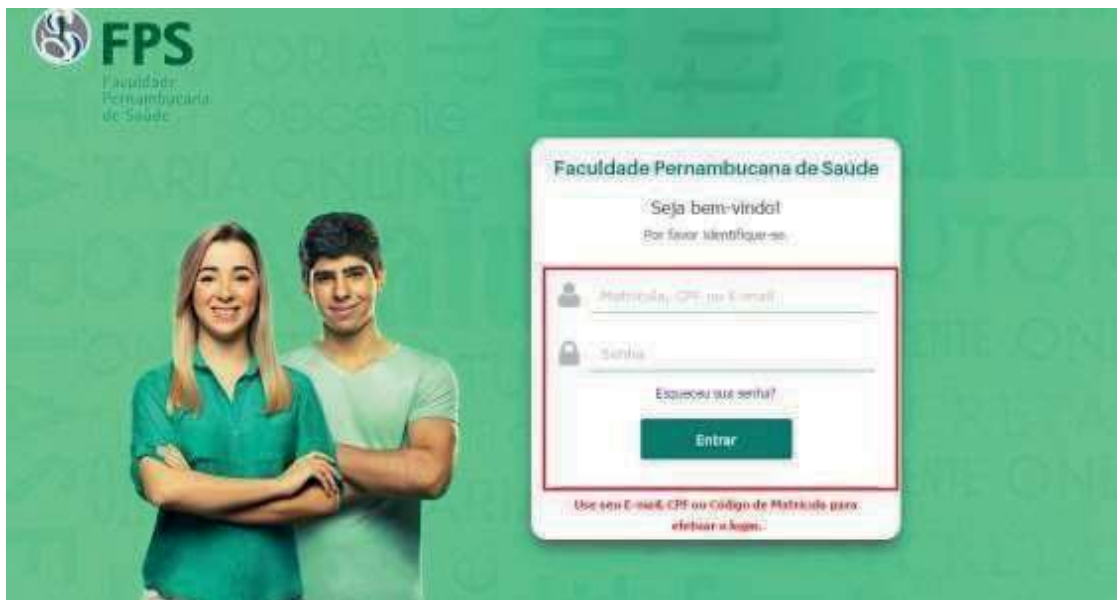 FPS
Faculdade
Pernambucana
de Saúde
Faculdade Pernambucana de Saúde
Seja bem-vindo!
Por favor identifique-se.
Matrícula, CPF ou E-mail
Senha
Esqueceu sua senha?
Entrar
Use seu E-mail, CPF ou Código de Matrícula para
efetuar o login.